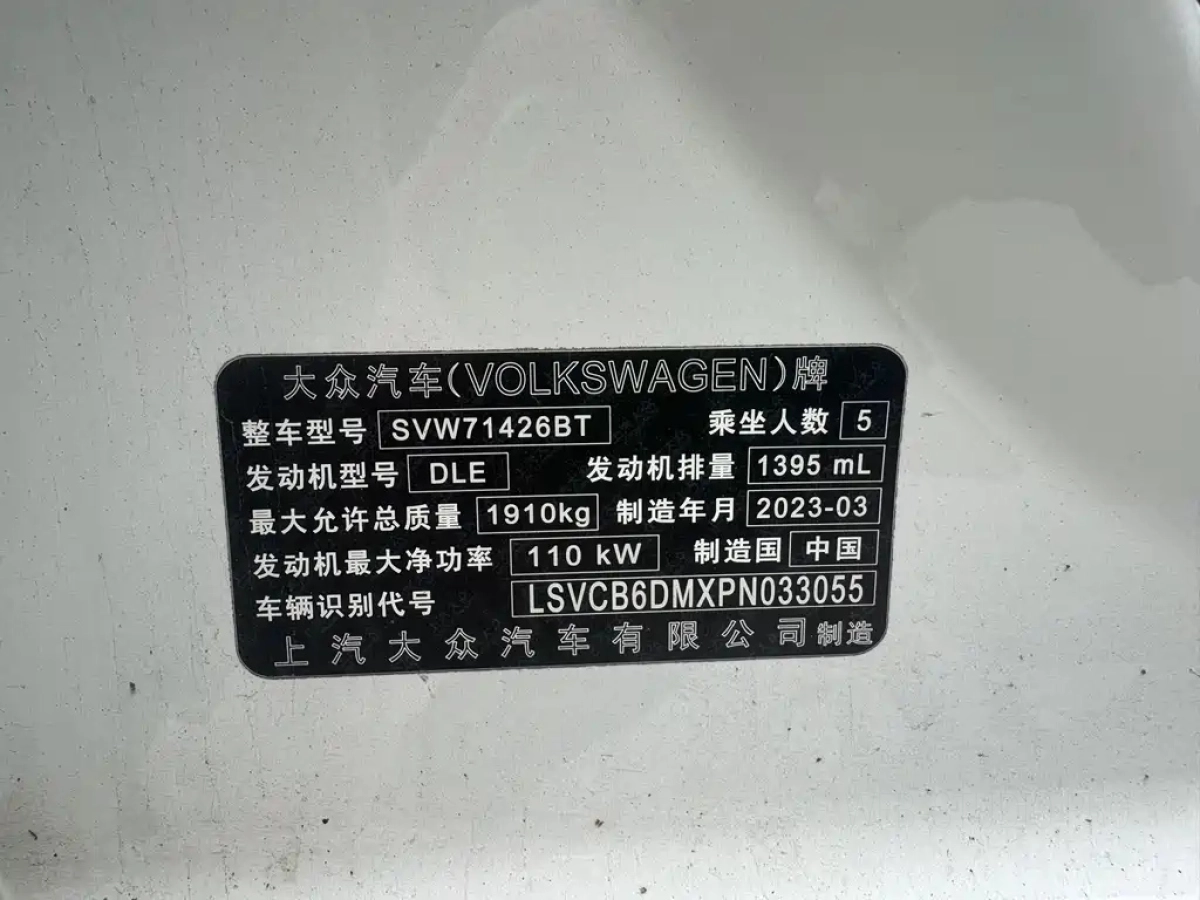 大众汽车(VOLKSWAGEN)牌
整车型号 SVW71426BT 乘坐人数 5
发动机型号 DLE 发动机排量 1395 mL
最大允许总质量 1910kg 制造年月 2023-03
发动机最大净功率 110 kW 制造国 中国
车辆识别代号 LSVCB6DMXPN033055
上汽大众汽车有限公司制造